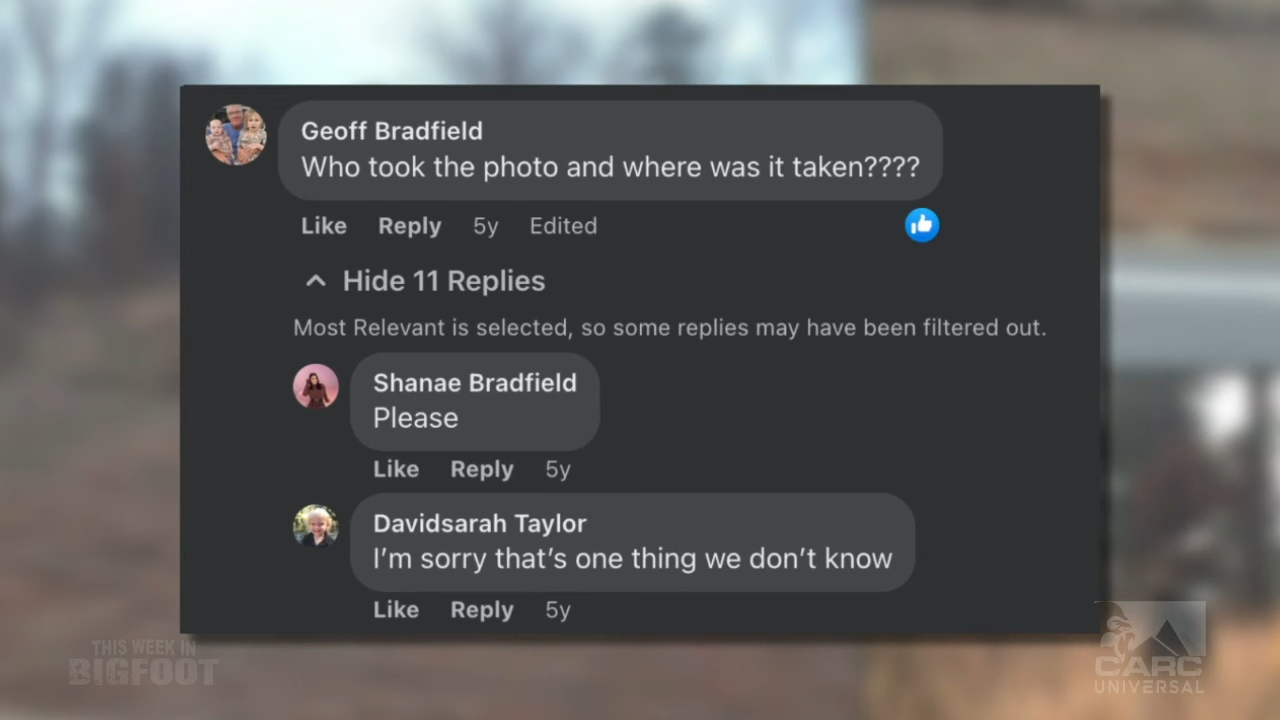 Geoff Bradfield
Who took the photo and where was it taken????
Like Reply 5y Edited
Hide 11 Replies
Most Relevant is selected, so some replies may have been filtered out.
Shanae Bradfield
Please
Like Reply 5y
Davidsarah Taylor
I'm sorry that's one thing we don't know
Like Reply 5y
THIS WEEK IN
BIGFOOT
CARC
UNIVERSAL